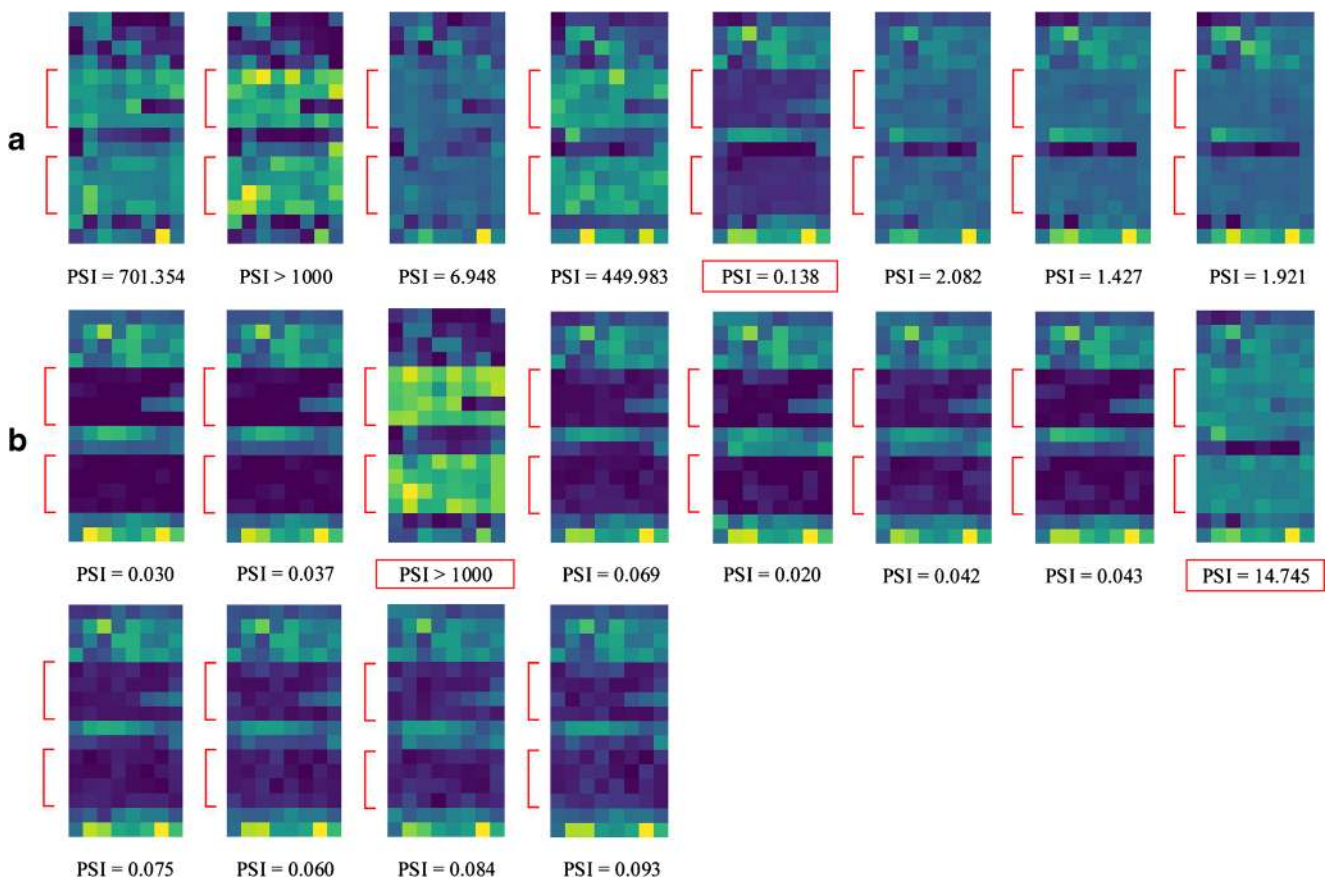 a
PSI = 701.354 PSI > 1000 PSI = 6.948 PSI = 449.983 PSI = 0.138 PSI = 2.082 PSI = 1.427 PSI = 1.921
b
PSI = 0.030 PSI = 0.037 PSI > 1000 PSI = 0.069 PSI = 0.020 PSI = 0.042 PSI = 0.043 PSI = 14.745
PSI = 0.075 PSI = 0.060 PSI = 0.084 PSI = 0.093